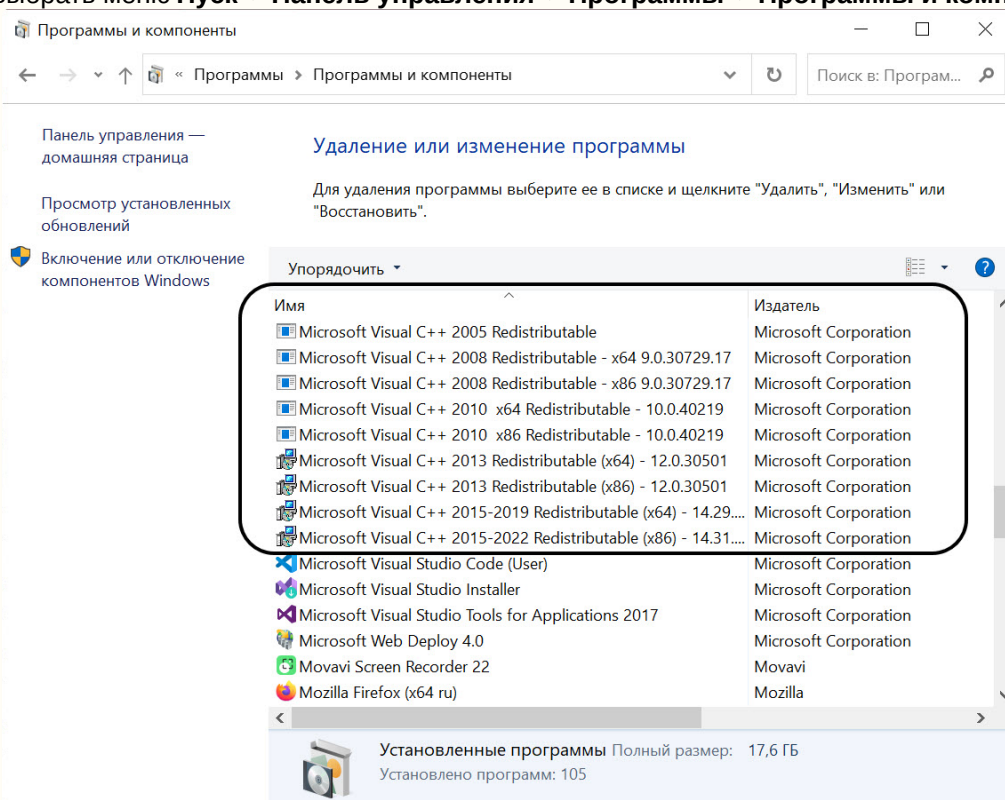 выбрать меню Пуск – Панель управления – Программы – Программы и
Программы и компоненты
« Программы > Программы и компоненты
Поиск в: Програм...
Панель управления —
домашняя страница
Просмотр установленных
обновлений
Включение или отключение
компонентов Windows
Удаление или изменение программы
Для удаления программы выберите ее в списке и щелкните "Удалить", "Изменить" или
"Восстановить".
Упорядочить
Имя Издатель
Microsoft Visual C++ 2005 Redistributable Microsoft Corporation
Microsoft Visual C++ 2008 Redistributable - x64 9.0.30729.17 Microsoft Corporation
Microsoft Visual C++ 2008 Redistributable - x86 9.0.30729.17 Microsoft Corporation
Microsoft Visual C++ 2010 x64 Redistributable - 10.0.40219 Microsoft Corporation
Microsoft Visual C++ 2010 x86 Redistributable - 10.0.40219 Microsoft Corporation
Microsoft Visual C++ 2013 Redistributable (x64) - 12.0.30501 Microsoft Corporation
Microsoft Visual C++ 2013 Redistributable (x86) - 12.0.30501 Microsoft Corporation
Microsoft Visual C++ 2015-2019 Redistributable (x64) - 14.29.... Microsoft Corporation
Microsoft Visual C++ 2015-2022 Redistributable (x86) - 14.31.... Microsoft Corporation
Microsoft Visual Studio Code (User) Microsoft Corporation
Microsoft Visual Studio Installer Microsoft Corporation
Microsoft Visual Studio Tools for Applications 2017 Microsoft Corporation
Microsoft Web Deploy 4.0 Microsoft Corporation
Movavi Screen Recorder 22 Movavi
Mozilla Firefox (x64 ru) Mozilla
Установленные программы Полный размер: 17,6 ГБ
Установлено программ: 105